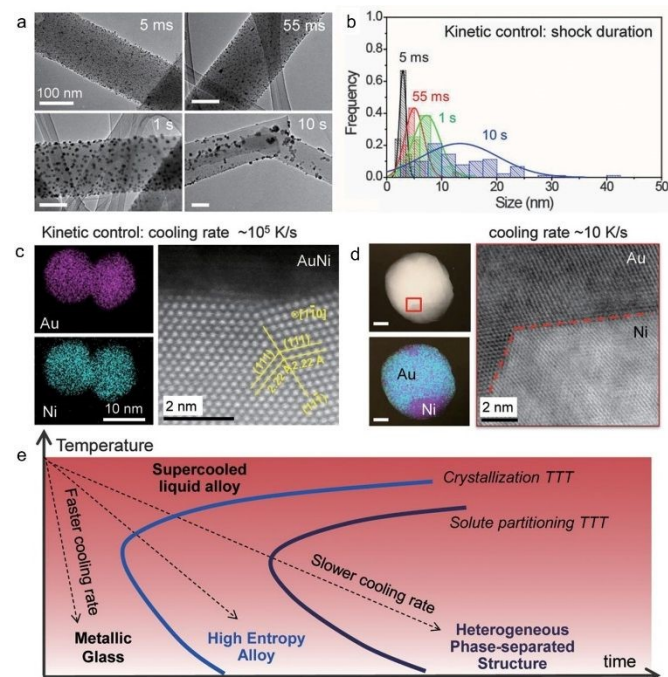 a
5 ms
55 ms
100 nm
1 s
10 s
b
Kinetic control: shock duration
5 ms
55 ms
1 s
10 s
Frequency
1.0
0.8
0.6
0.4
0.2
0.0
0 10 20 30 40 50
Size (nm)
Kinetic control: cooling rate ~10⁵ K/s
cooling rate ~10 K/s
c
Au
Ni
10 nm
AuNi
2.22 Å
2 nm
d
Au
Ni
Au
Ni
2 nm
e
Temperature
Supercooled
liquid alloy
Crystallization TTT
Solute partitioning TTT
Faster
cooling rate
Slower cooling rate
Metallic
Glass
High Entropy
Alloy
Heterogeneous
Phase-separated
Structure
time